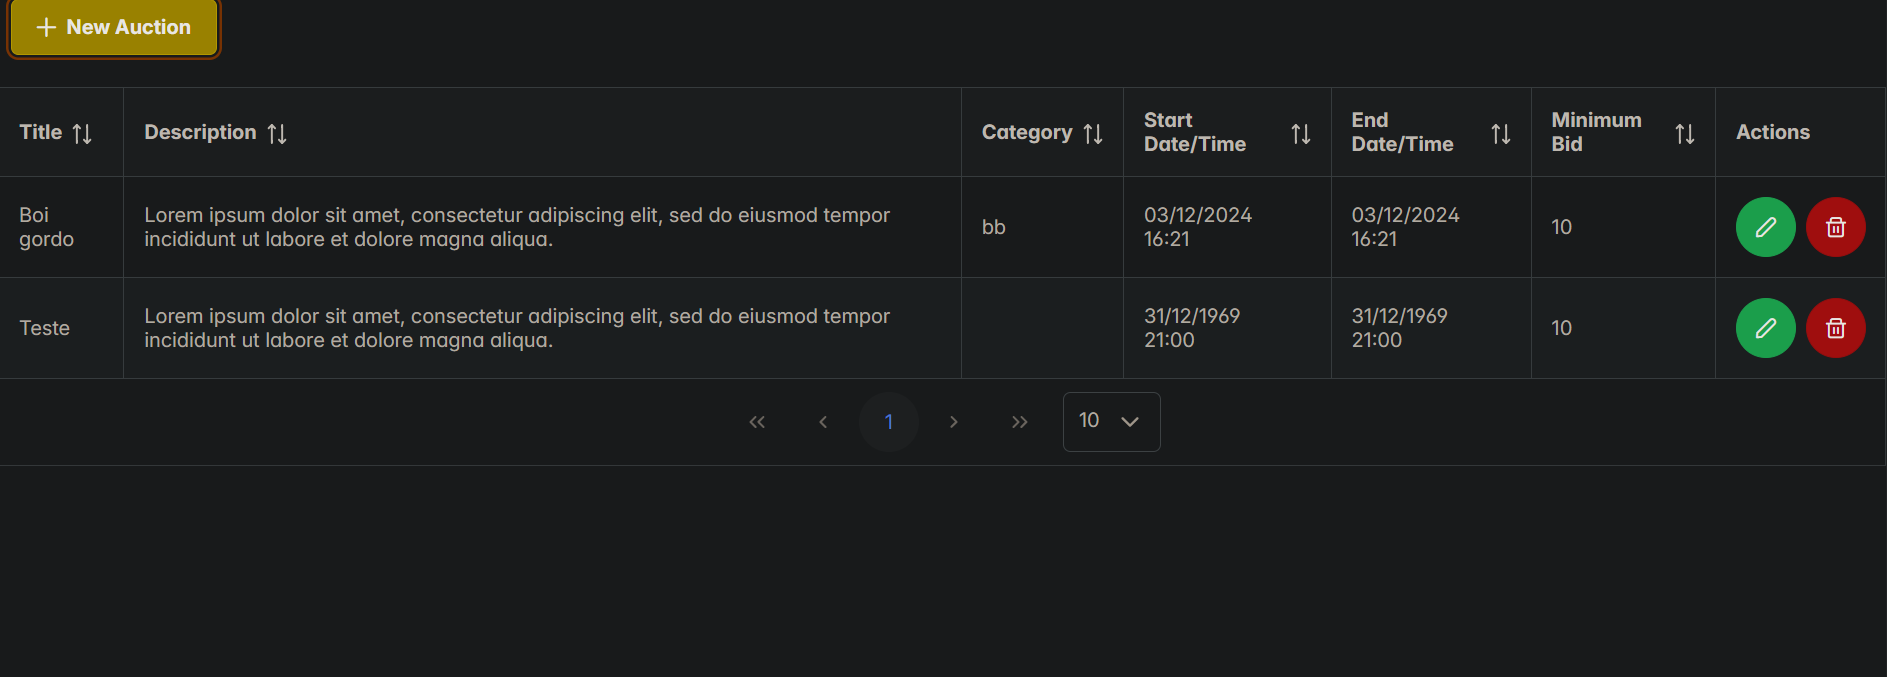 New Auction
Title Description Category Start Date/Time End Date/Time Minimum Bid Actions
Boi gordo
Lorem ipsum dolor sit amet, consectetur adipiscing elit, sed do eiusmod tempor
incididunt ut labore et dolore magna aliqua.
bb
03/12/2024
16:21
03/12/2024
16:21
10
Teste
Lorem ipsum dolor sit amet, consectetur adipiscing elit, sed do eiusmod tempor
incididunt ut labore et dolore magna aliqua.
31/12/1969
21:00
31/12/1969
21:00
10
1
10